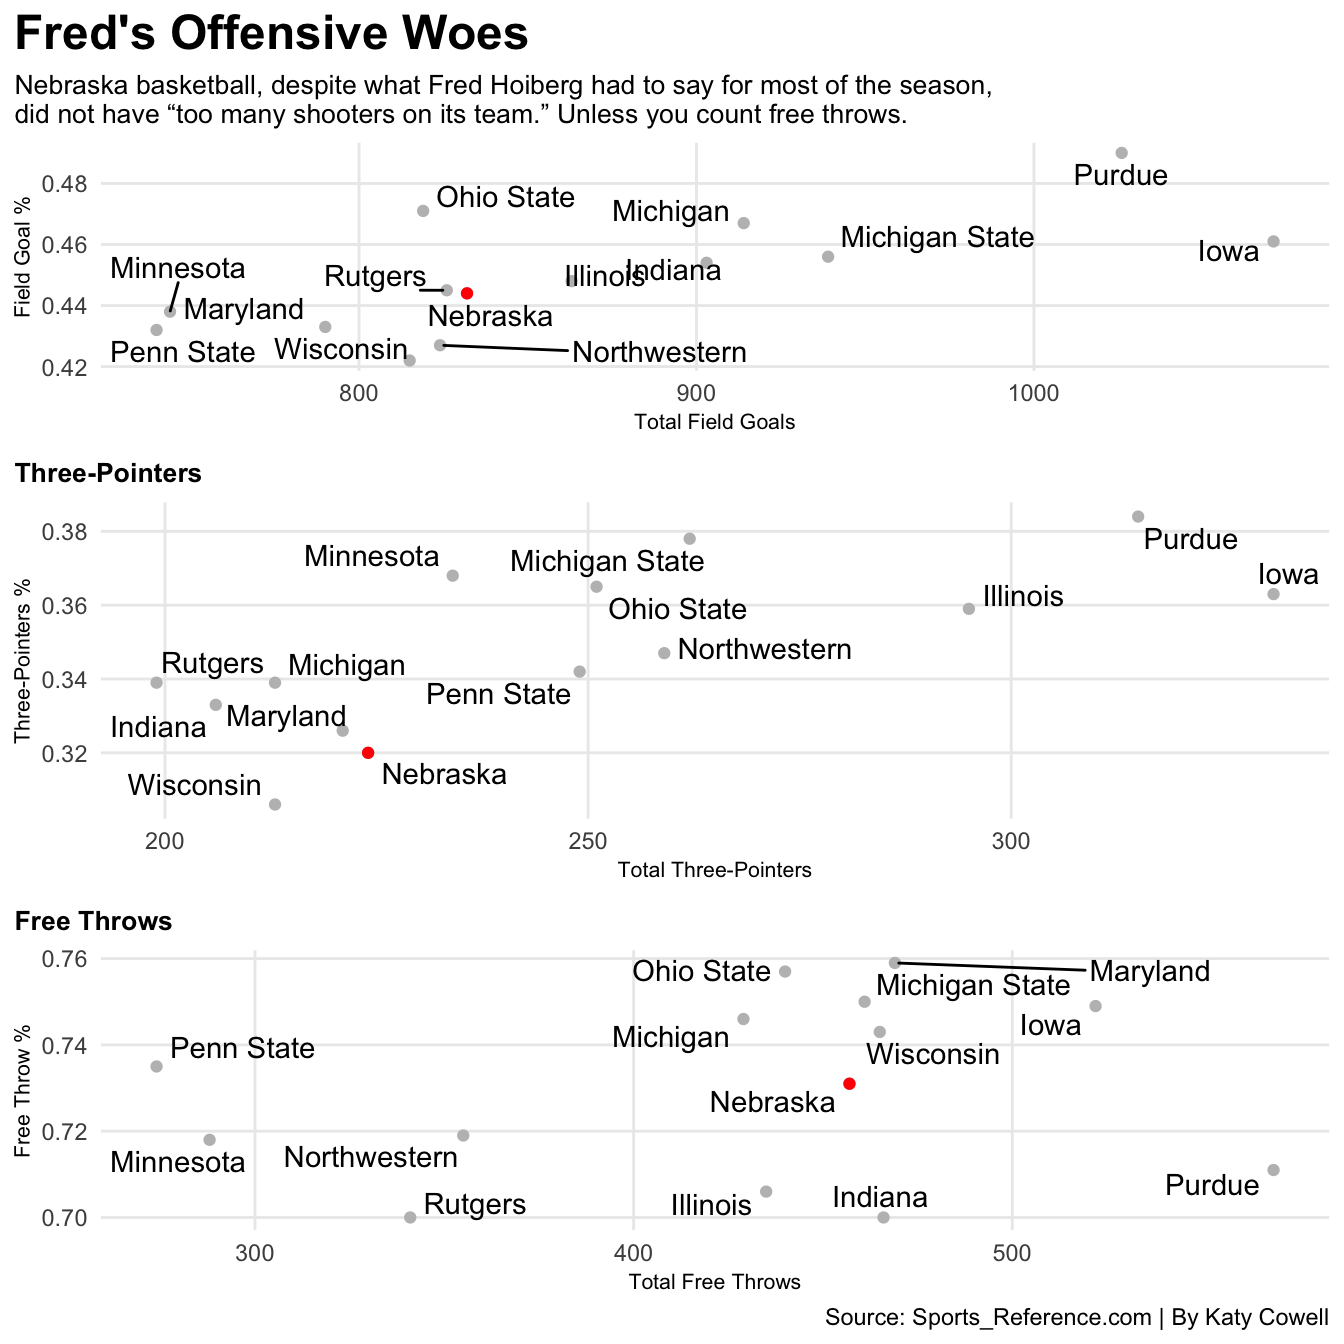 Fred's Offensive Woes
Nebraska basketball, despite what Fred Hoiberg had to say for most of the season,
did not have “too many shooters on its team.” Unless you count free throws.
Field Goal %
0.48
0.46
0.44
0.42
Purdue
Ohio State
Michigan
Michigan State
Iowa
Minnesota
Rutgers
Illinois
Indiana
Maryland
Nebraska
Penn State
Wisconsin
Northwestern
800
900
1000
Total Field Goals
Three-Pointers
Three-Pointers %
0.38
0.36
0.34
0.32
Purdue
Minnesota
Michigan State
Iowa
Illinois
Ohio State
Northwestern
Rutgers
Michigan
Penn State
Indiana
Maryland
Nebraska
Wisconsin
200
250
300
Total Three-Pointers
Free Throws
Free Throw %
0.76
0.74
0.72
0.70
Ohio State
Maryland
Michigan State
Iowa
Michigan
Penn State
Wisconsin
Nebraska
Minnesota
Northwestern
Purdue
Rutgers
Illinois
Indiana
300
400
500
Total Free Throws
Source: Sports_Reference.com | By Katy Cowell